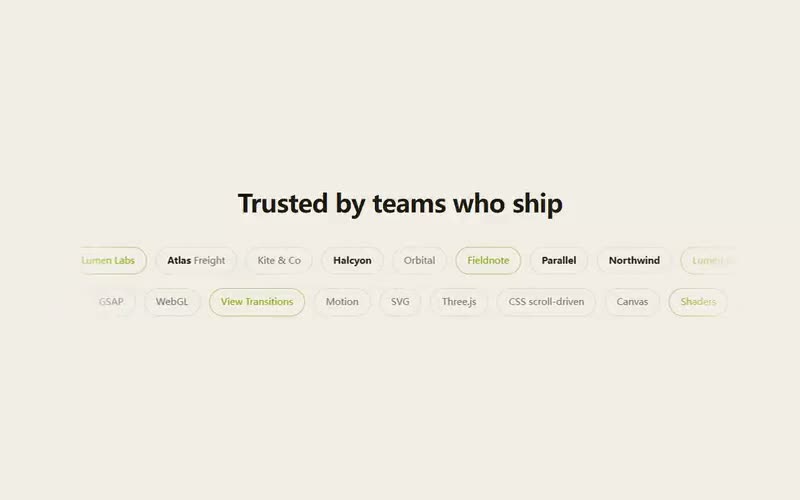 Trusted by teams who ship
Lumen Labs Atlas Freight Kite & Co Halcyon Orbital Fieldnote Parallel Northwind Lumen
GSAP WebGL View Transitions Motion SVG Three.js CSS scroll-driven Canvas Shaders